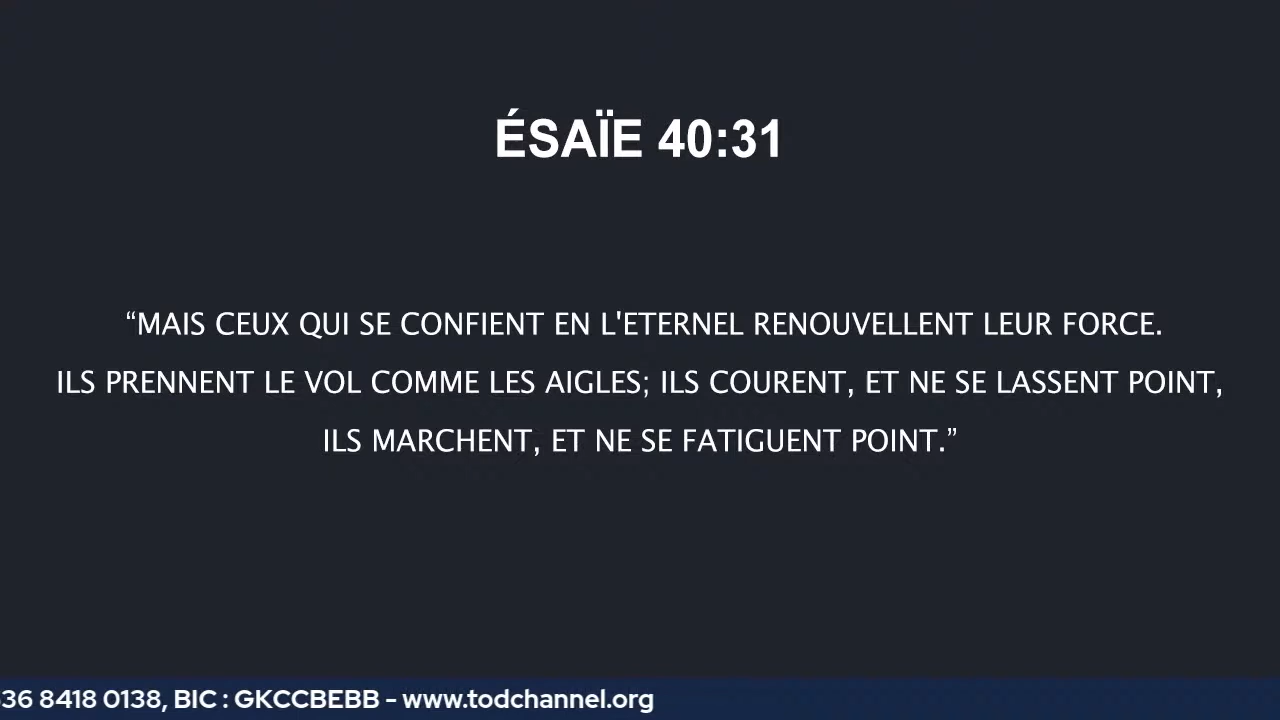 ÉSAÏE 40:31
“MAIS CEUX QUI SE CONFIENT EN L'ETERNEL RENOUVELLENT LEUR FORCE.
ILS PRENNENT LE VOL COMME LES AIGLES; ILS COURENT, ET NE SE LASSENT POINT,
ILS MARCHENT, ET NE SE FATIGUENT POINT.”
36 8418 0138, BIC : GKCCBEBB - www.todchannel.org